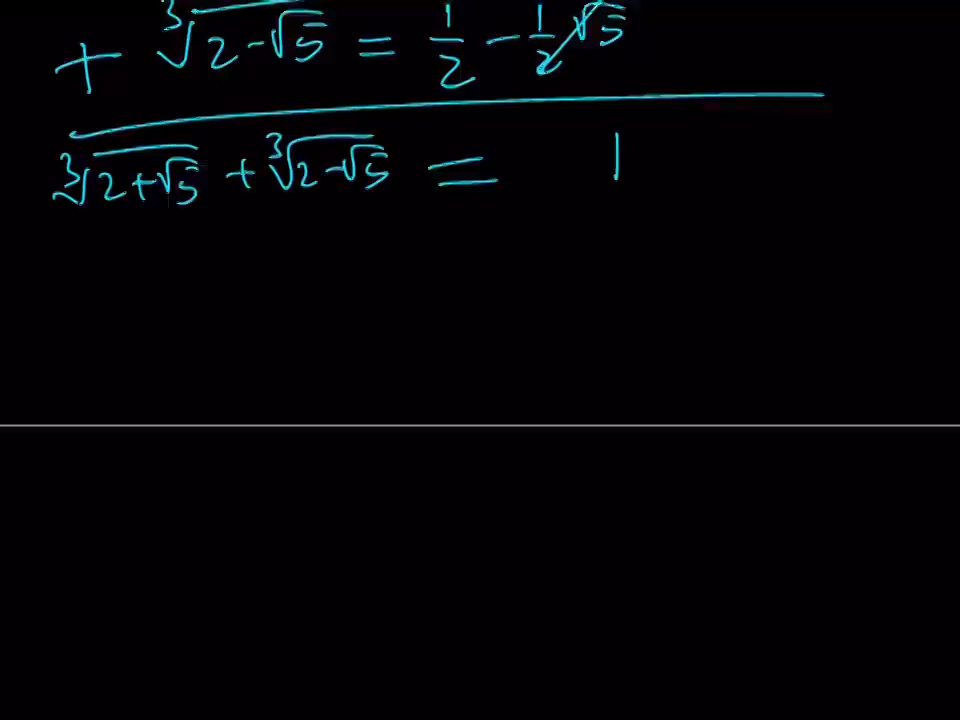 + ∛(2-√5) = 1/2 - 1/2 √5
∛(2+√5) + ∛(2-√5) = 1